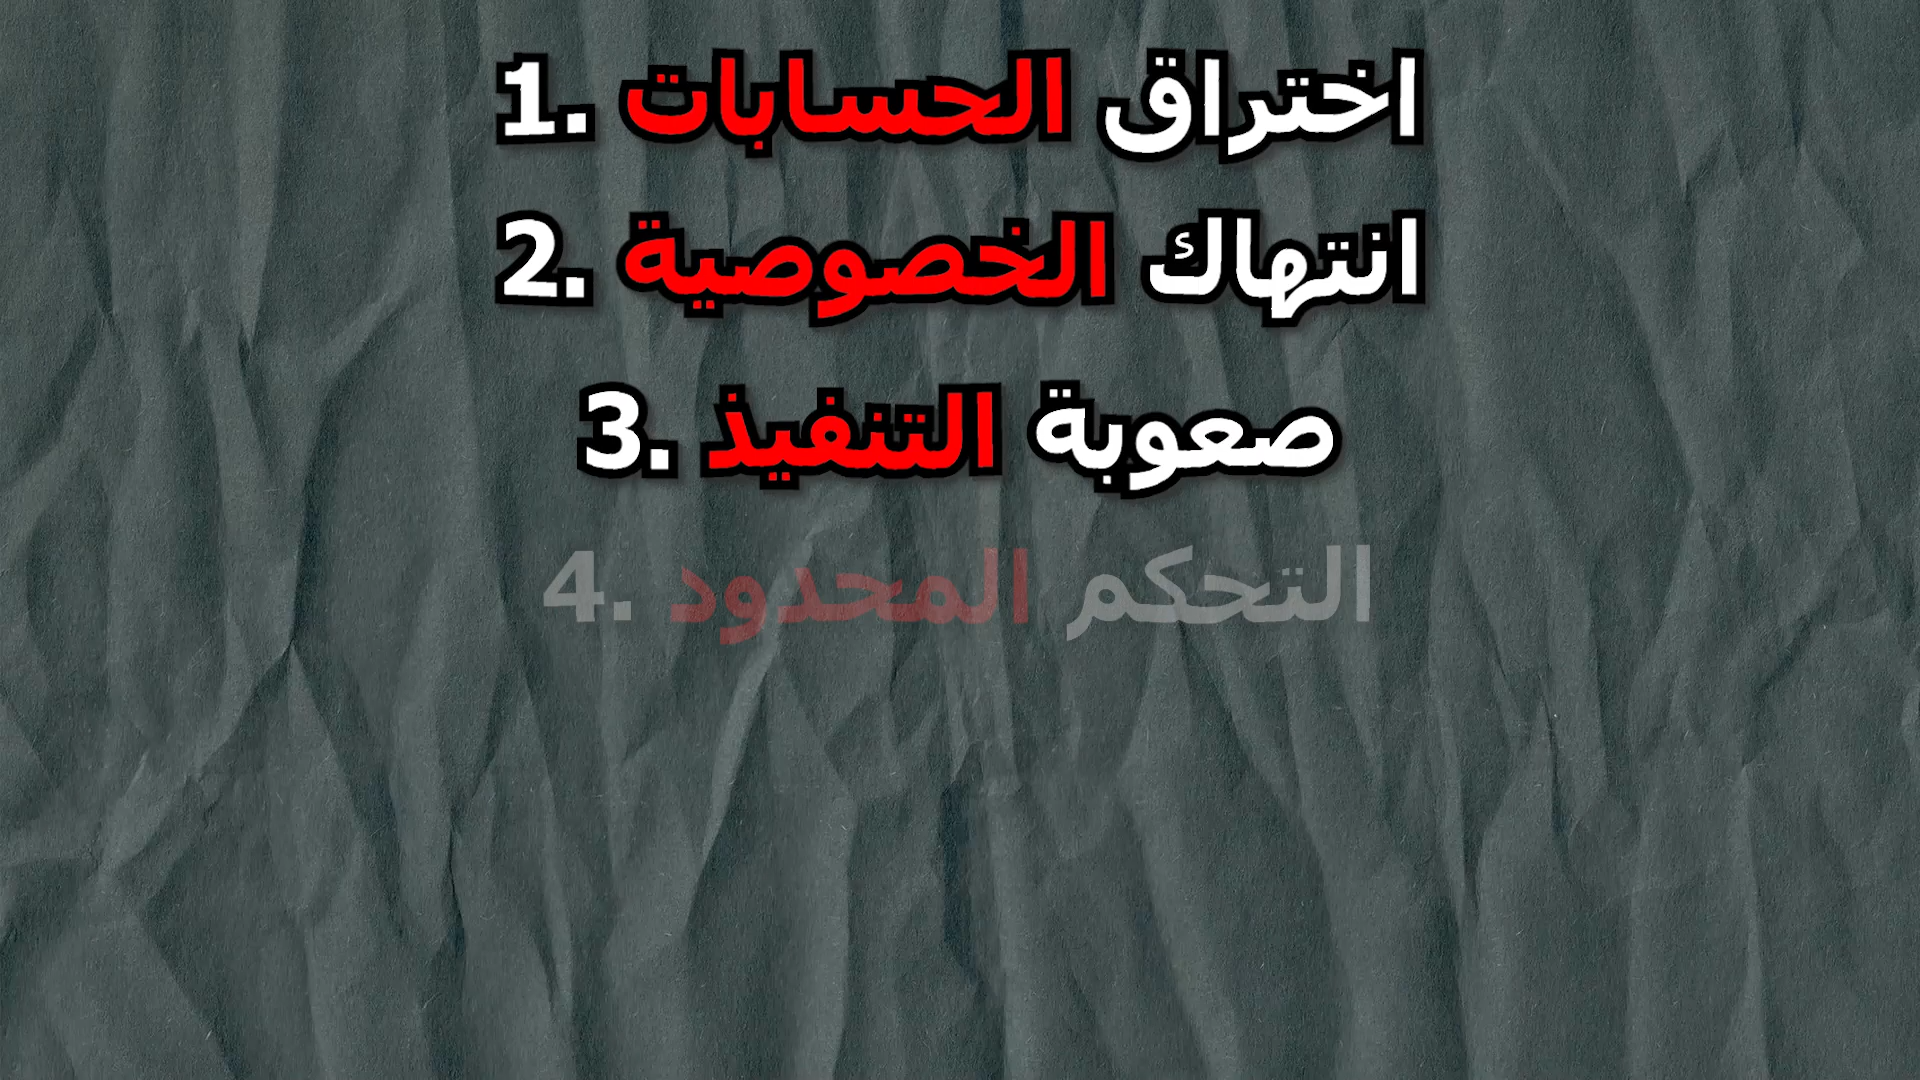 1. اختراق الحسابات
2. انتهاك الخصوصية
3. صعوبة التنفيذ
4. التحكم المحدود